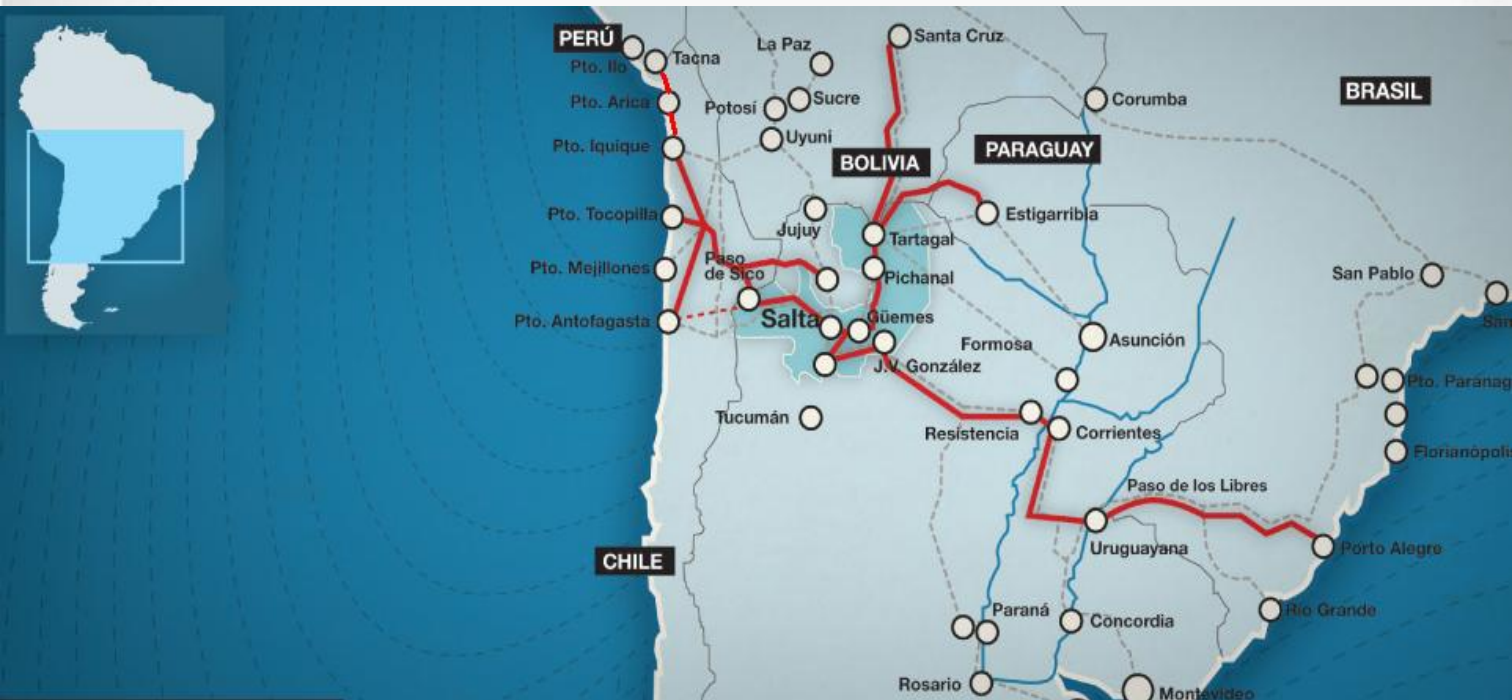 PERÚ
Pto. Ilo
Tacna
La Paz
Santa Cruz
BRASIL
Pto. Arica
Potosí
Sucre
Corumba
Pto. Iquique
Uyuni
BOLIVIA
PARAGUAY
Pto. Tocopilla
Jujuy
Tartagal
Estigarribia
Pto. Mejillones
Paso
de Sico
Pichanal
San Pablo
Pto. Antofagasta
Salta
Güemes
San
Formosa
Asunción
J.V. González
Pto. Paranag
Tucumán
Resistencia
Corrientes
Florianópolis
Paso de los Libres
CHILE
Uruguayana
Porto Alegre
Paraná
Concordia
Río Grande
Rosario
Montevideo